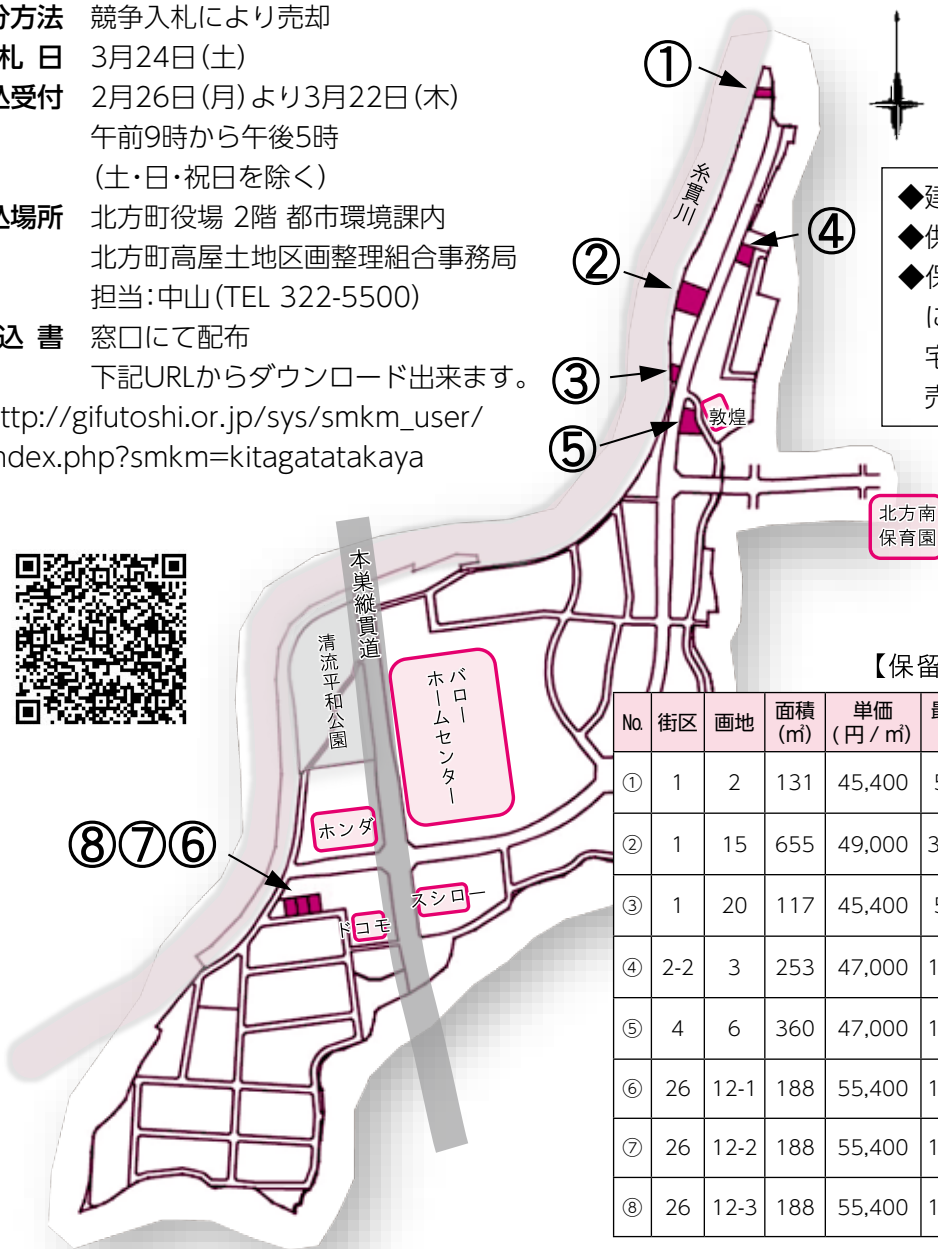 分方法 競争入札により売却
札 日 3月24日(土)
込受付 2月26日(月)より3月22日(木)
午前9時から午後5時
(土・日・祝日を除く)
込場所 北方町役場 2階 都市環境課内
北方町高屋土地区画整理組合事務局
担当:中山(TEL 322-5500)
込 書 窓口にて配布
下記URLからダウンロード出来ます。
ttp://gifutoshi.or.jp/sys/smkm_user/
ndex.php?smkm=kitagatatakaya
①
糸貫川
②
④
③
⑤
敦煌
◆建
◆供
◆保
に
宅
売
北方南
保育園
本巣縦貫道
清流平和公園
バロー
ホームセンター
ホンダ
⑧⑦⑥
スシロー
ドコモ
【保留
No. 街区 画地 面積(㎡) 単価(円/㎡) 最
① 1 2 131 45,400 5
② 1 15 655 49,000 3
③ 1 20 117 45,400 5
④ 2-2 3 253 47,000 1
⑤ 4 6 360 47,000 1
⑥ 26 12-1 188 55,400 1
⑦ 26 12-2 188 55,400 1
⑧ 26 12-3 188 55,400 1